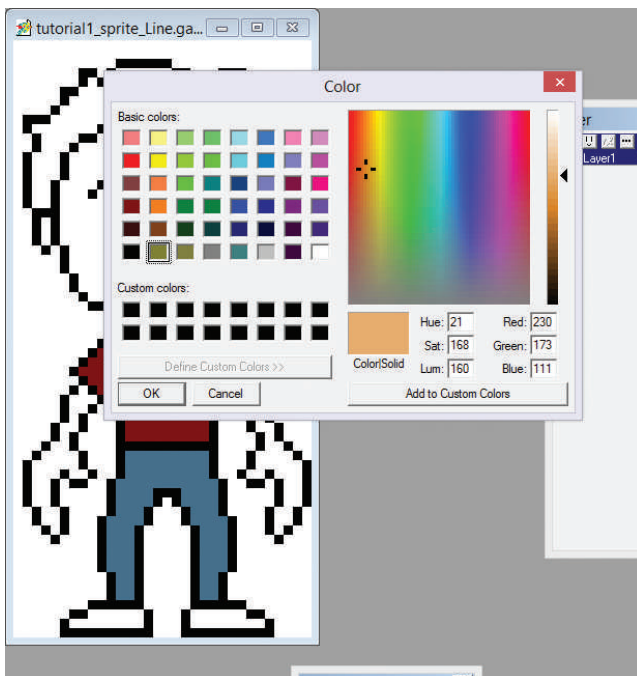 tutorial1_sprite_Line.ga...
Color
Basic colors:
Layer1
Custom colors:
Define Custom Colors >>
OK Cancel
Color|Solid
Hue: 21 Red: 230
Sat: 168 Green: 173
Lum: 160 Blue: 111
Add to Custom Colors